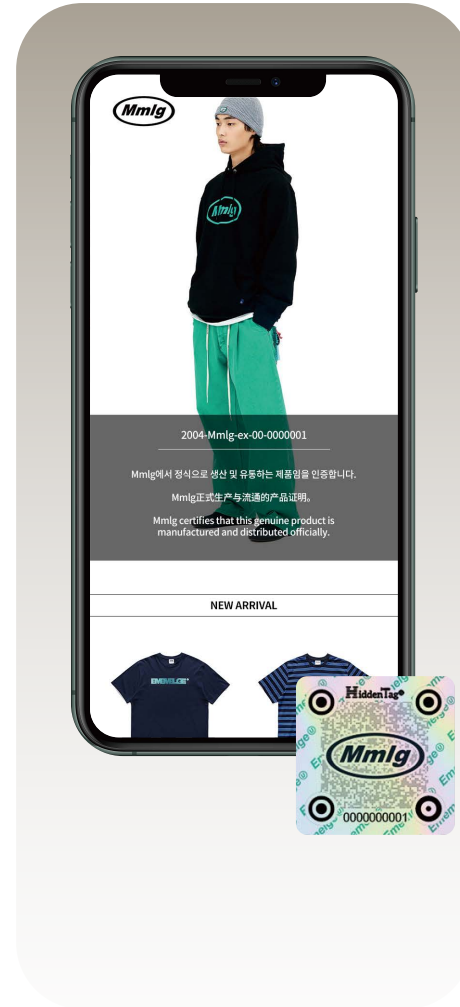 Mmlg
Mmlg
2004-Mmlg-ex-00-0000001
Mmlg에서 정식으로 생산 및 유통하는 제품임을 인증합니다.
Mmlg正式生产与流通的产品证明。
Mmlg certifies that this genuine product is
manufactured and distributed officially.
NEW ARRIVAL
HiddenTag
Mmlg
0000000001